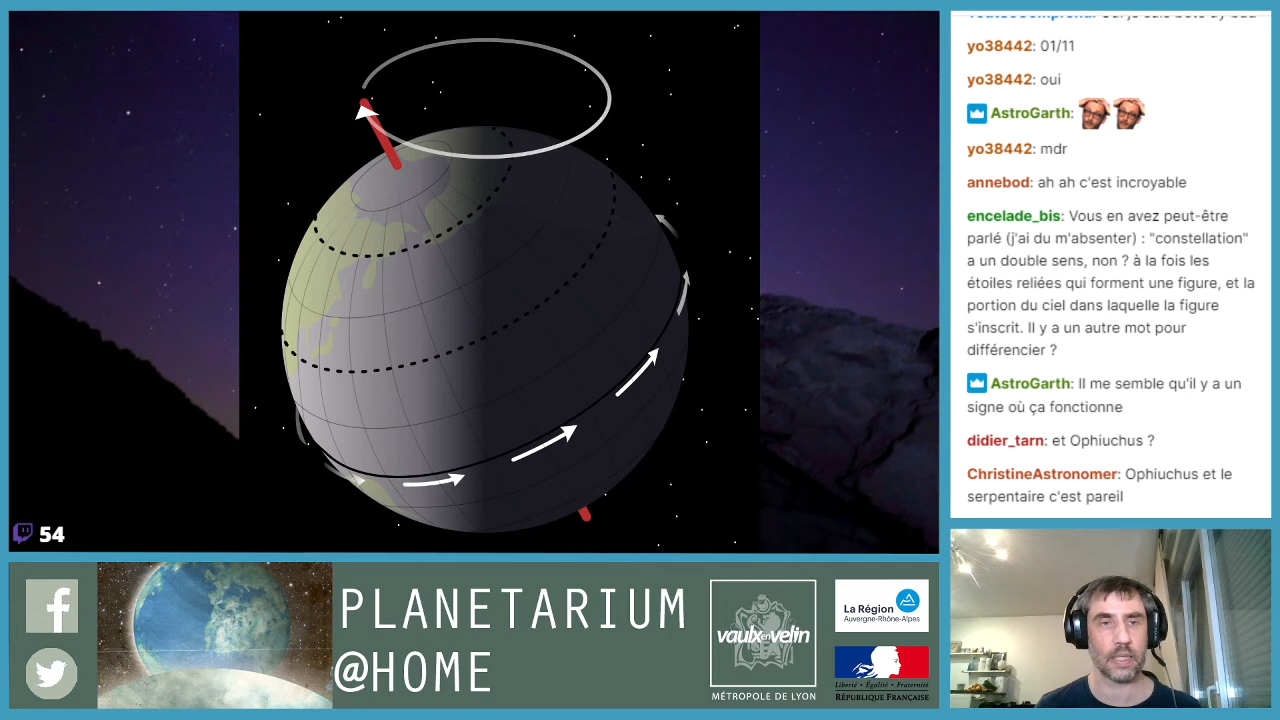 yo38442: 01/11
yo38442: oui
AstroGarth:
yo38442: mdr
annebod: ah ah c'est incroyable
encelade_bis: Vous en avez peut-être
parlé (j'ai du m'absenter) : "constellation"
a un double sens, non ? à la fois les
étoiles reliées qui forment une figure, et la
portion du ciel dans laquelle la figure
s'inscrit. Il y a un autre mot pour
différencier ?
AstroGarth: Il me semble qu'il y a un
signe où ça fonctionne
didier_tarn: et Ophiuchus ?
ChristineAstronomer: Ophiuchus et le
serpentaire c'est pareil
54
PLANETARIUM
@HOME
vaulx en velin
MÉTROPOLE DE LYON
La Région
Auvergne-Rhône-Alpes
Liberté • Égalité • Fraternité
RÉPUBLIQUE FRANÇAISE